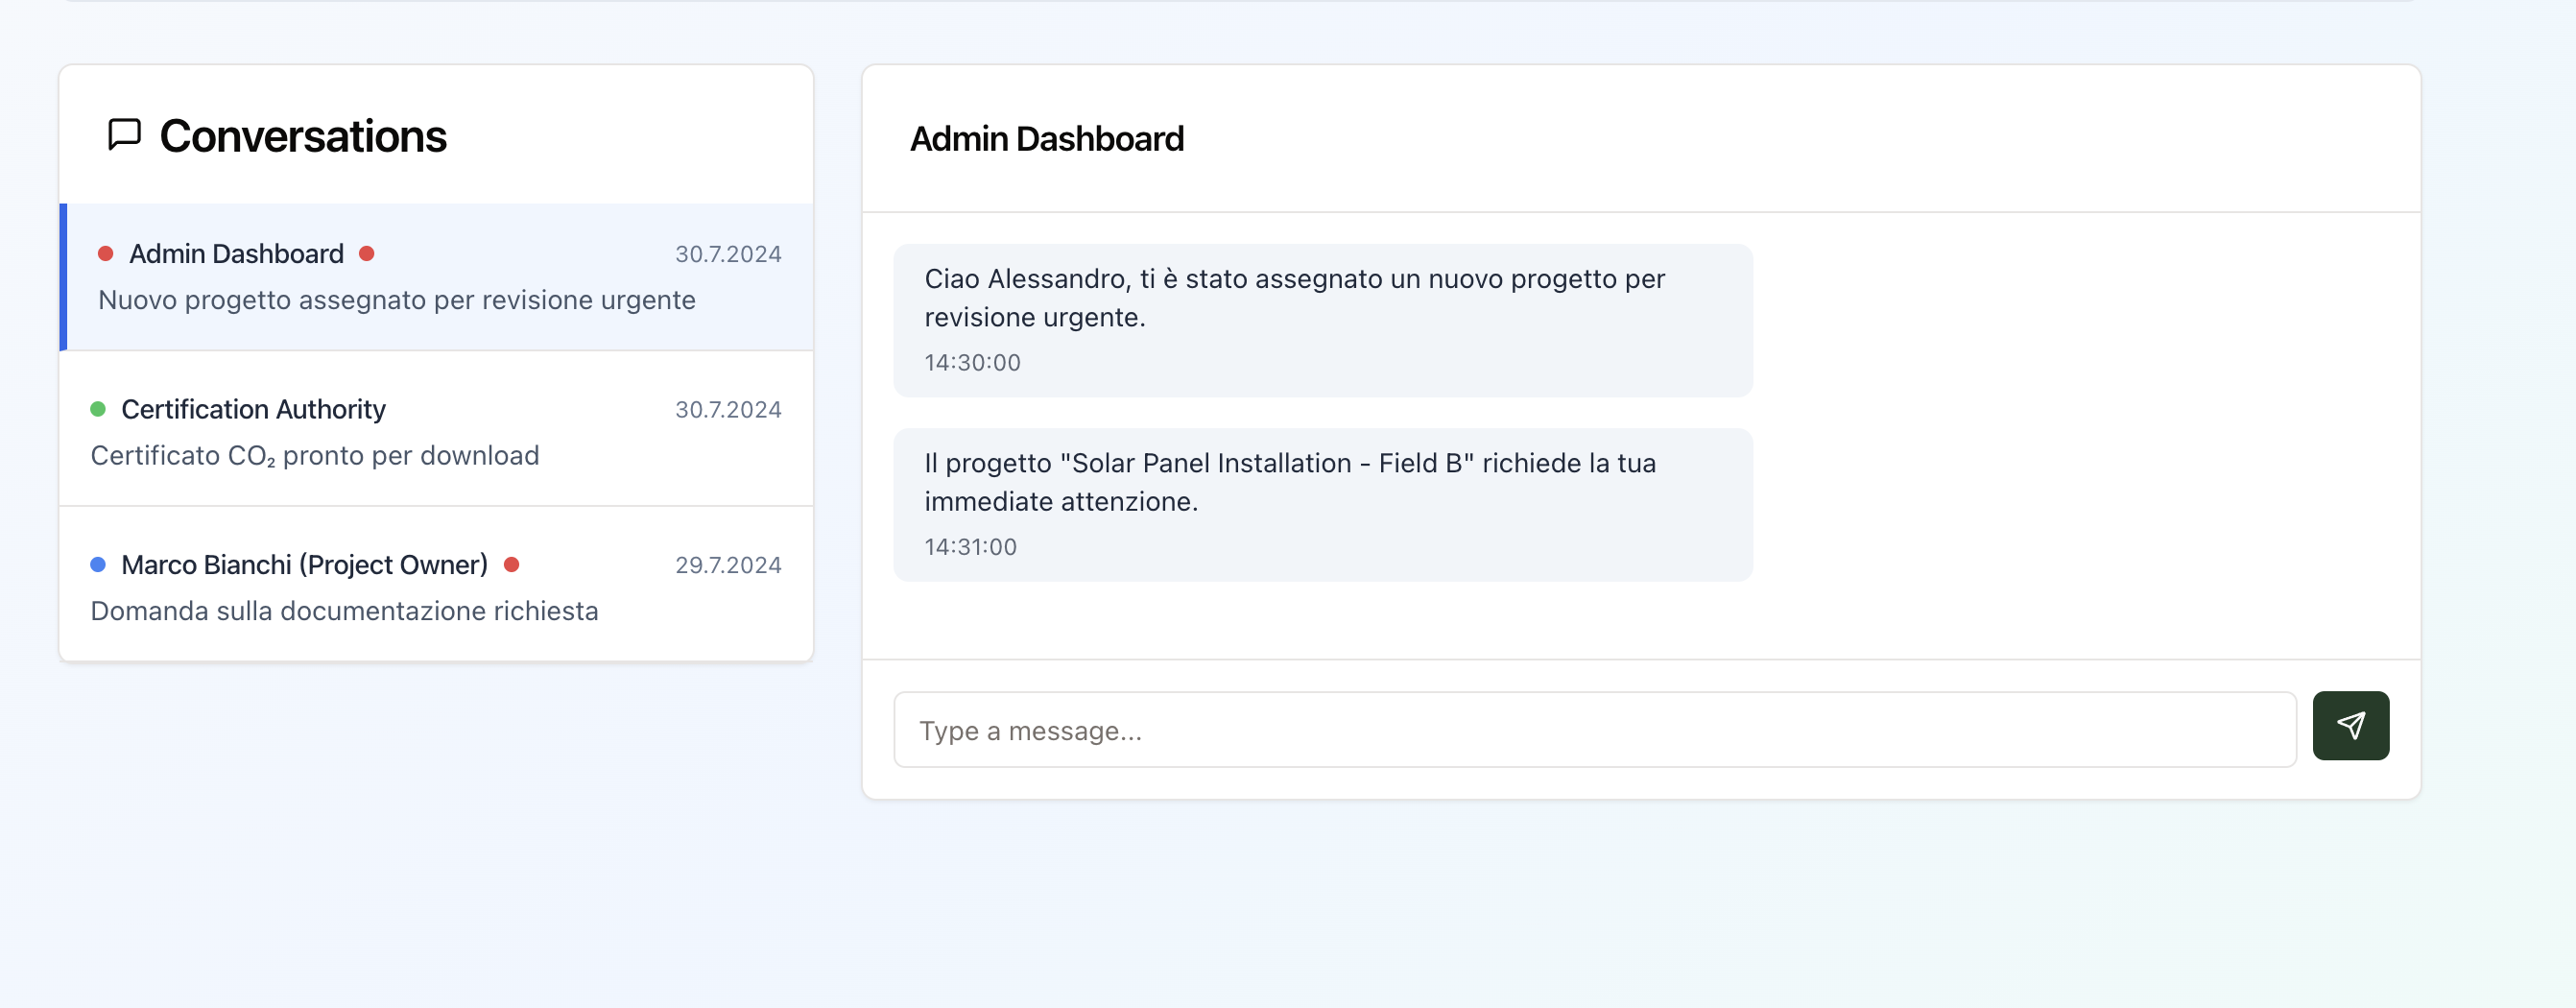 Conversations
Admin Dashboard
30.7.2024
Nuovo progetto assegnato per revisione urgente
Certification Authority
30.7.2024
Certificato CO₂ pronto per download
Marco Bianchi (Project Owner)
29.7.2024
Domanda sulla documentazione richiesta
Admin Dashboard
Ciao Alessandro, ti è stato assegnato un nuovo progetto per
revisione urgente.
14:30:00
Il progetto "Solar Panel Installation - Field B" richiede la tua
immediate attenzione.
14:31:00
Type a message...